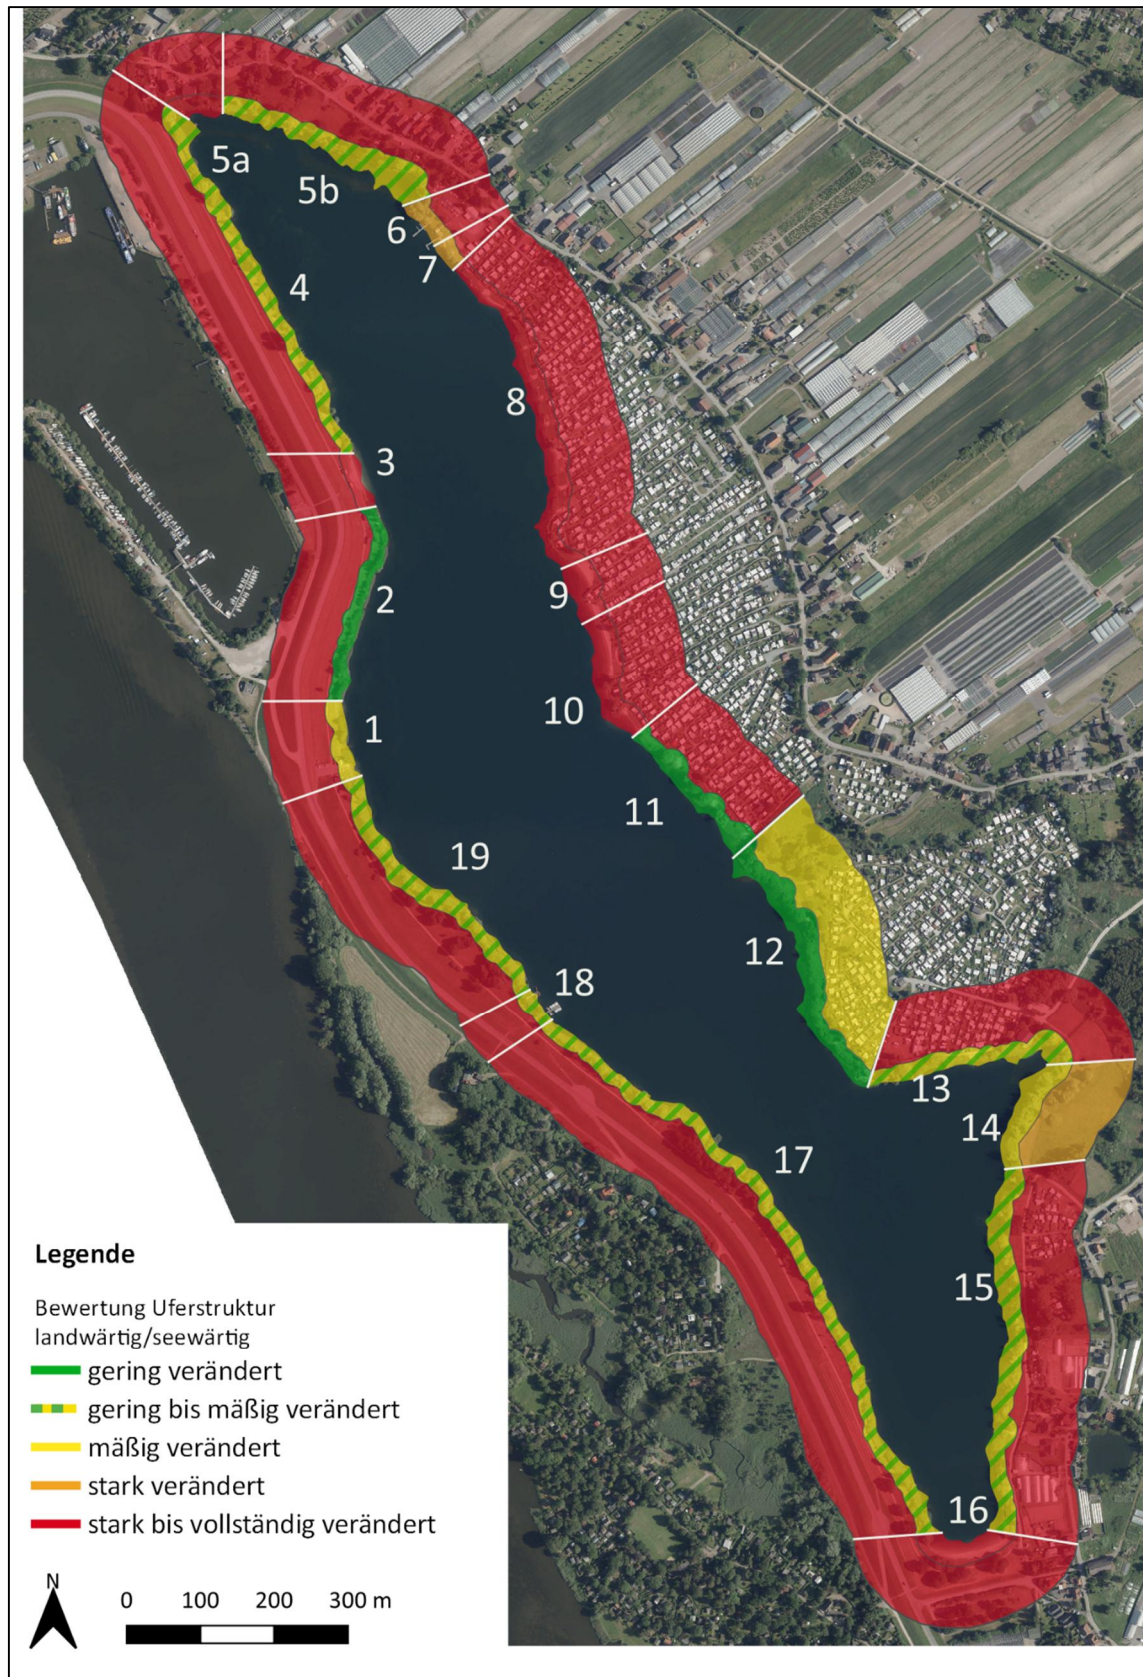 5a
5b
6
7
4
8
3
9
2
10
1
11
19
12
18
13
14
17
15
16
Legende
Bewertung Uferstruktur
landwärtig/seewärtig
gering verändert
gering bis mäßig verändert
mäßig verändert
stark verändert
stark bis vollständig verändert
N
0 100 200 300 m